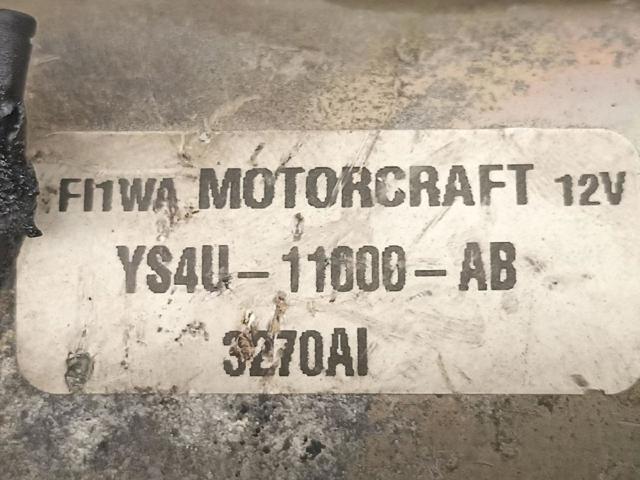 FI1WA MOTORCRAFT 12V
YS4U-11000-AB
3270AI